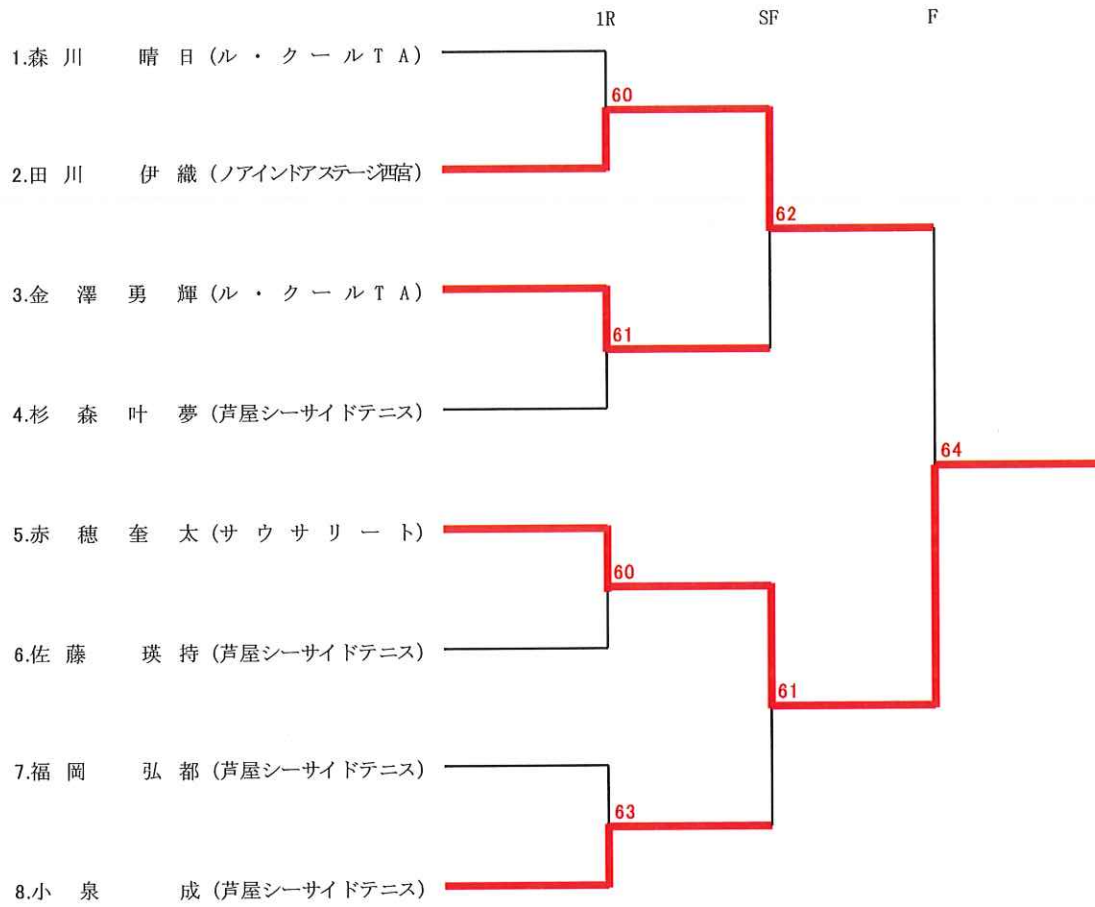 1R SF F
1.森川 晴日(ル・クールTA)
60
2.田川 伊織(ノアインドアステージ西宮)
62
3.金澤勇輝(ル・クールTA)
61
4.杉森叶夢(芦屋シーサイドテニス)
64
5.赤穂奎太(サウサリート)
60
6.佐藤 瑛持(芦屋シーサイドテニス)
61
7.福岡 弘都(芦屋シーサイドテニス)
63
8.小泉 成(芦屋シーサイドテニス)